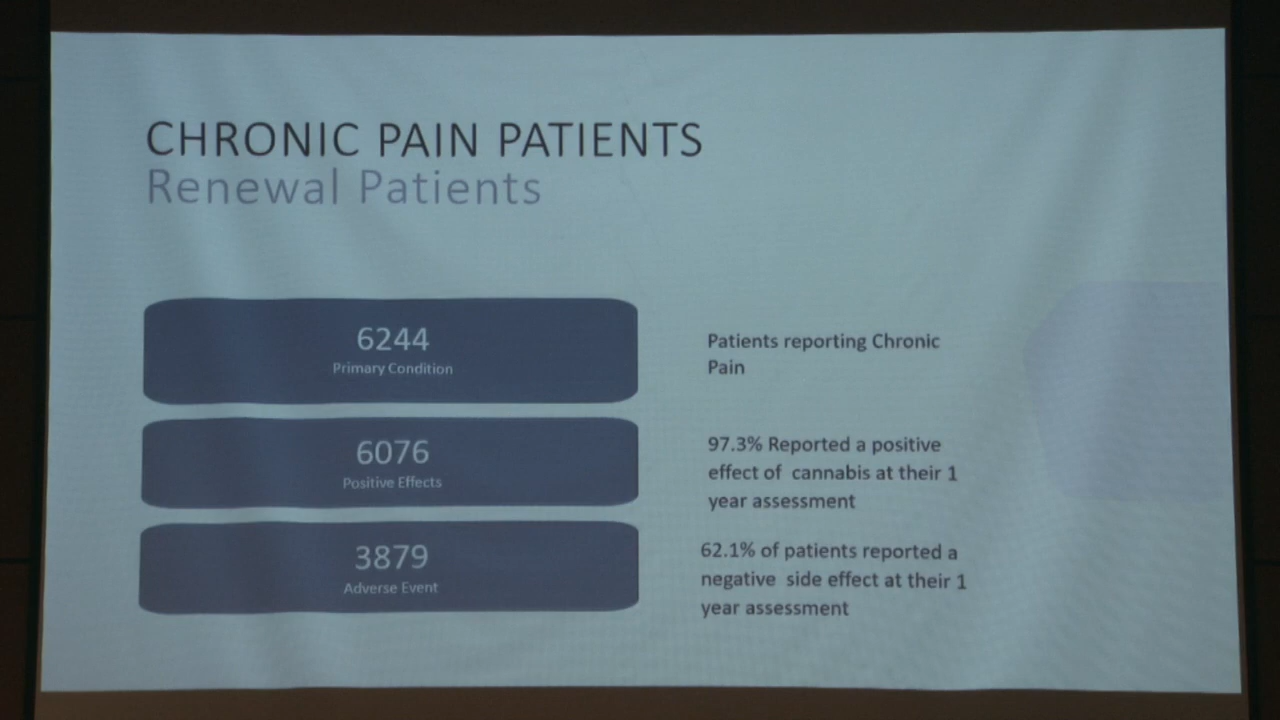 CHRONIC PAIN PATIENTS
Renewal Patients
6244
Primary Condition
Patients reporting Chronic
Pain
6076
Positive Effects
97.3% Reported a positive
effect of cannabis at their 1
year assessment
3879
Adverse Event
62.1% of patients reported a
negative side effect at their 1
year assessment